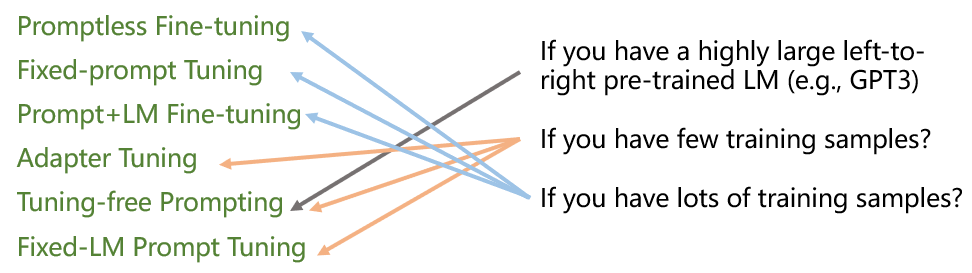 Promptless Fine-tuning
Fixed-prompt Tuning
Prompt+LM Fine-tuning
Adapter Tuning
Tuning-free Prompting
Fixed-LM Prompt Tuning
If you have a highly large left-to-
right pre-trained LM (e.g., GPT3)
If you have few training samples?
If you have lots of training samples?